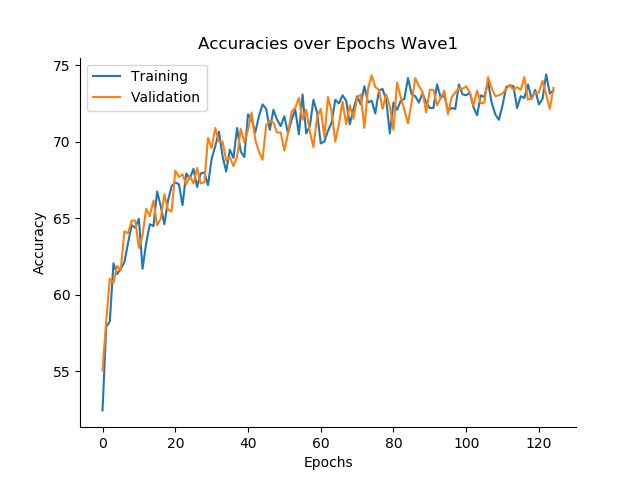 Accuracies over Epochs Wave1
Training
Validation
Accuracy
75
70
65
60
55
0 20 40 60 80 100 120
Epochs